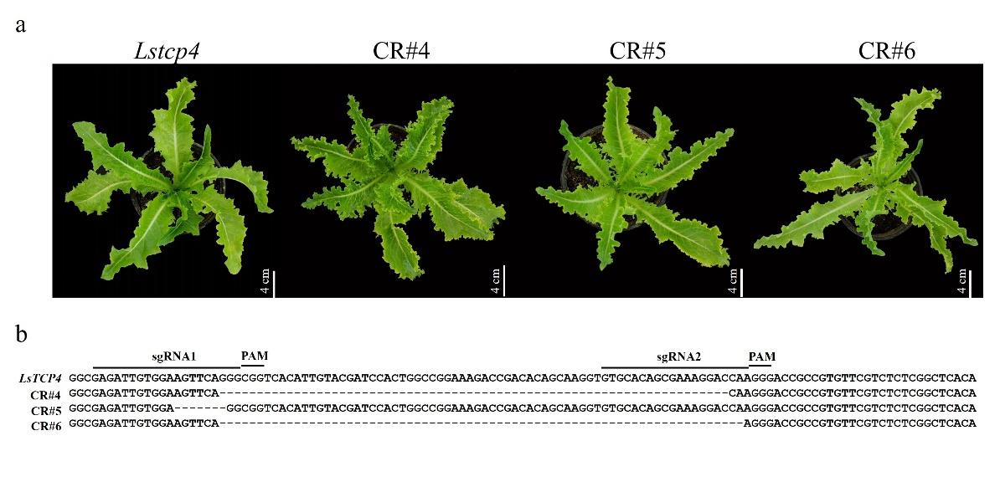 a
Lstcp4 CR#4 CR#5 CR#6
4 cm 4 cm 4 cm 4 cm
b
sgRNA1 PAM sgRNA2 PAM
LsTCP4 GGCGAGATTGTGGAAGTTCAGGGCGGTCACATTGTACGATCCACTGGCCGGAAAGACCGACACAGCAAGGTGTGCACAGCGAAAGGACCAAGGGACCGCCGTGTTCGTCTCTCGGCTCACA
CR#4 GGCGAGATTGTGGAAGTTCA--------------------------------------------------------------------CAAGGGACCGCCGTGTTCGTCTCTCGGCTCACA
CR#5 GGCGAGATTGTGGA-------GGCGGTCACATTGTACGATCCACTGGCCGGAAAGACCGACACAGCAAGGTGTGCACAGCGAAAGGACCAAGGGACCGCCGTGTTCGTCTCTCGGCTCACA
CR#6 GGCGAGATTGTGGAAGTTCA----------------------------------------------------------------------AGGGACCGCCGTGTTCGTCTCTCGGCTCACA